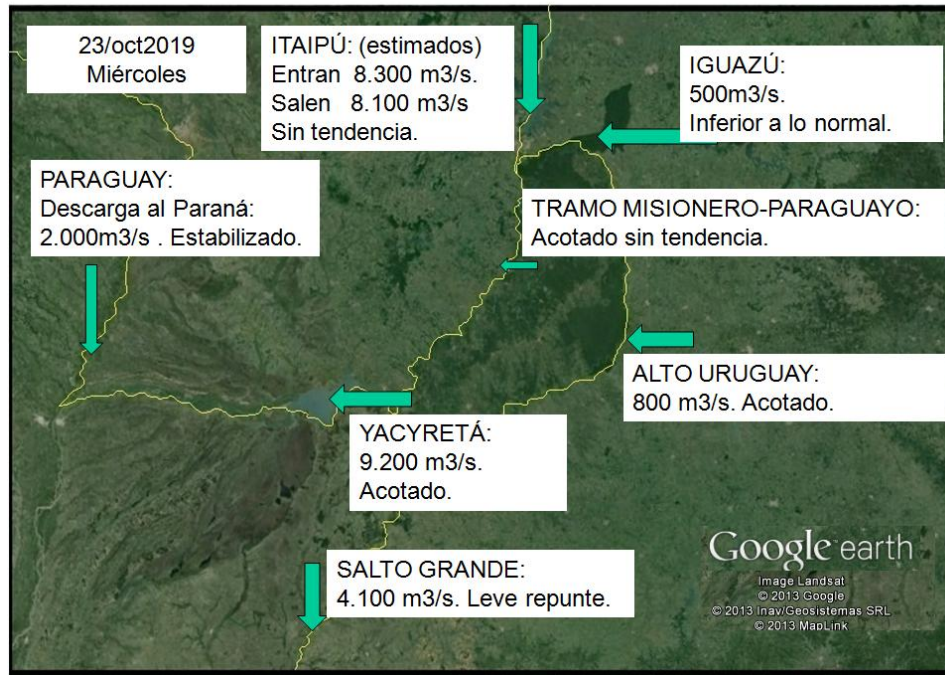 23/oct2019
Miércoles
ITAIPÚ: (estimados)
Entran  8.300 m3/s.
Salen   8.100 m3/s
Sin tendencia.
IGUAZÚ:
500m3/s.
Inferior a lo normal.
PARAGUAY:
Descarga al Paraná:
2.000m3/s . Estabilizado.
TRAMO MISIONERO-PARAGUAYO:
Acotado sin tendencia.
ALTO URUGUAY:
800 m3/s. Acotado.
YACYRETÁ:
9.200 m3/s.
Acotado.
SALTO GRANDE:
4.100 m3/s. Leve repunte.
Google earth
Image Landsat
© 2013 Google
© 2013 Inav/Geosistemas SRL
© 2013 MapLink